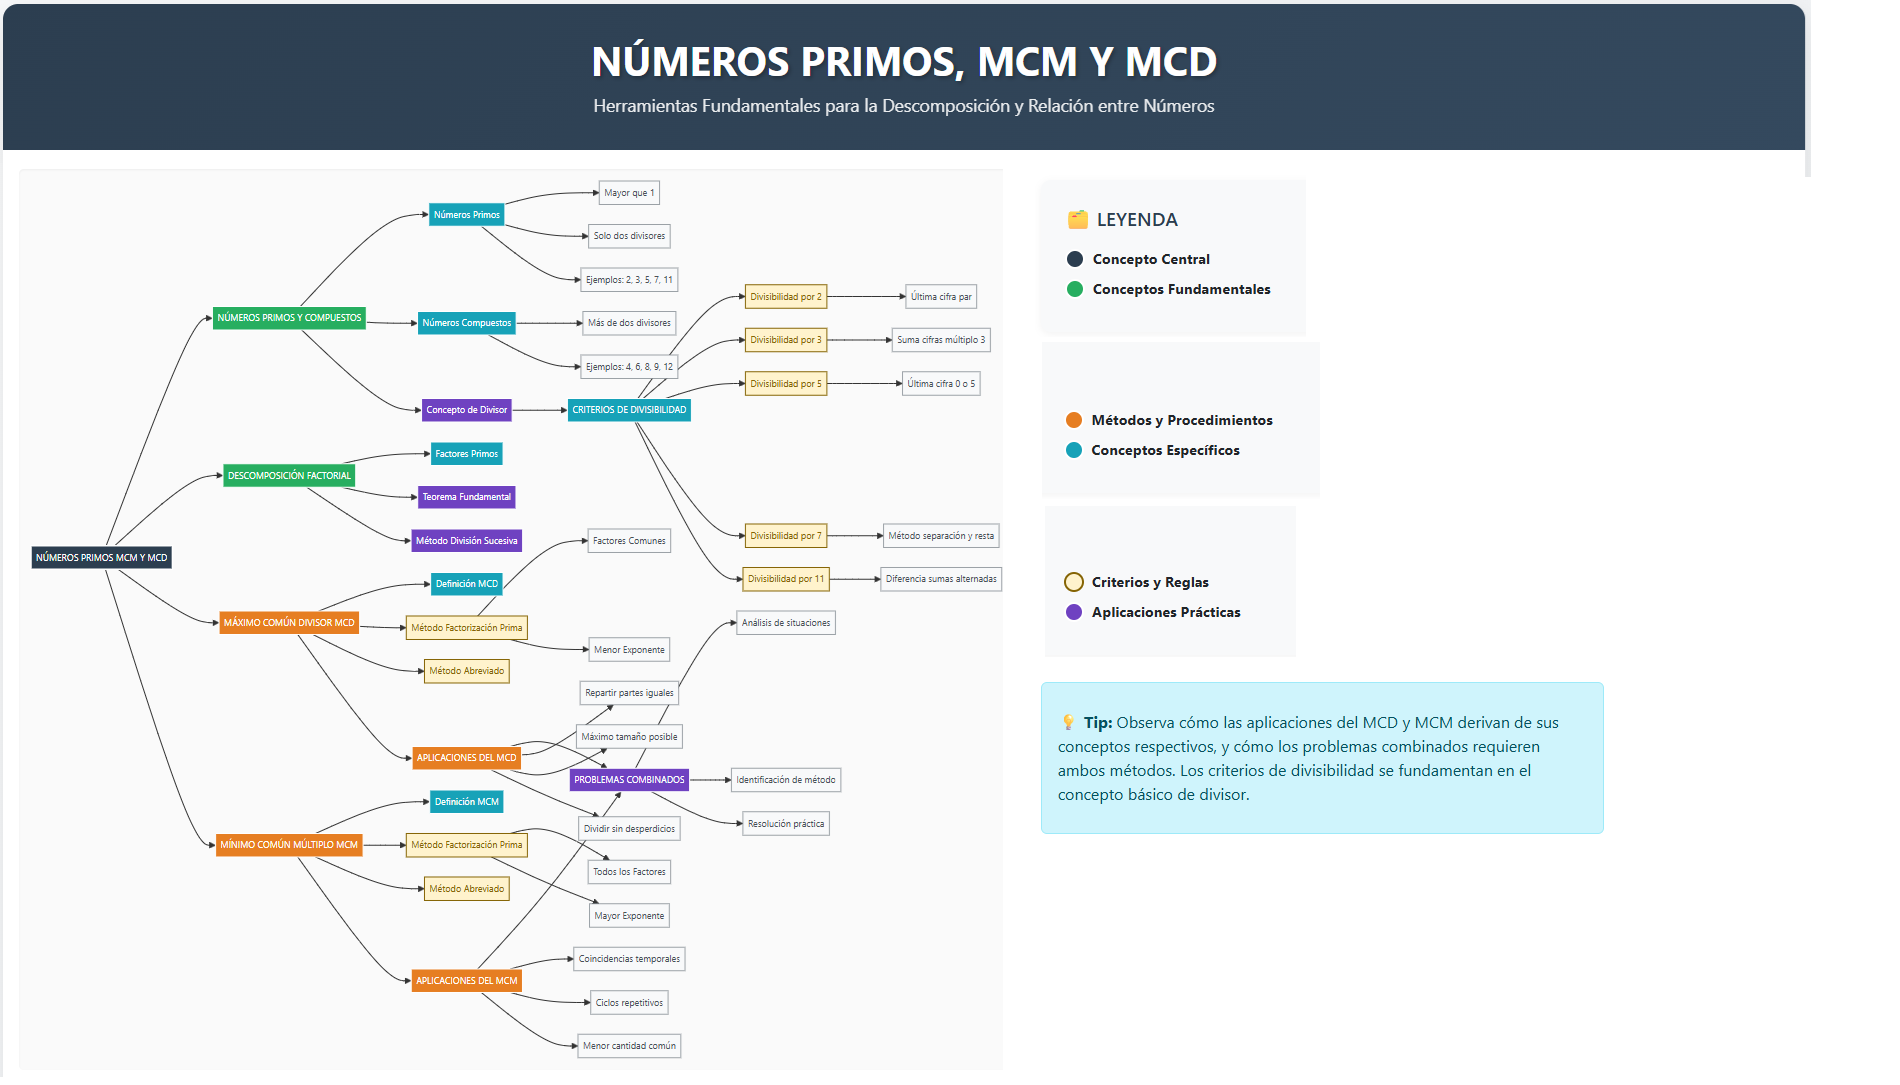 NÚMEROS PRIMOS, MCM Y MCD
Herramientas Fundamentales para la Descomposición y Relación entre Números
NÚMEROS PRIMOS MCM Y MCD
NÚMEROS PRIMOS Y COMPUESTOS
DESCOMPOSICIÓN FACTORIAL
MÁXIMO COMÚN DIVISOR MCD
MÍNIMO COMÚN MÚLTIPLO MCM
Números Primos
Números Compuestos
Concepto de Divisor
Factores Primos
Teorema Fundamental
Método División Sucesiva
Definición MCD
Método Factorización Prima
Método Abreviado
APLICACIONES DEL MCD
Definición MCM
Método Factorización Prima
Método Abreviado
APLICACIONES DEL MCM
Mayor que 1
Solo dos divisores
Ejemplos: 2, 3, 5, 7, 11
Más de dos divisores
Ejemplos: 4, 6, 8, 9, 12
CRITERIOS DE DIVISIBILIDAD
Factores Comunes
Menor Exponente
Repartir partes iguales
Máximo tamaño posible
PROBLEMAS COMBINADOS
Dividir sin desperdicios
Todos los Factores
Mayor Exponente
Coincidencias temporales
Ciclos repetitivos
Menor cantidad común
Divisibilidad por 2
Divisibilidad por 3
Divisibilidad por 5
Divisibilidad por 7
Divisibilidad por 11
Análisis de situaciones
Identificación de método
Resolución práctica
Última cifra par
Suma cifras múltiplo 3
Última cifra 0 o 5
Método separación y resta
Diferencia sumas alternadas
LEYENDA
Concepto Central
Conceptos Fundamentales
Métodos y Procedimientos
Conceptos Específicos
Criterios y Reglas
Aplicaciones Prácticas
Tip: Observa cómo las aplicaciones del MCD y MCM derivan de sus
conceptos respectivos, y cómo los problemas combinados requieren
ambos métodos. Los criterios de divisibilidad se fundamentan en el
concepto básico de divisor.